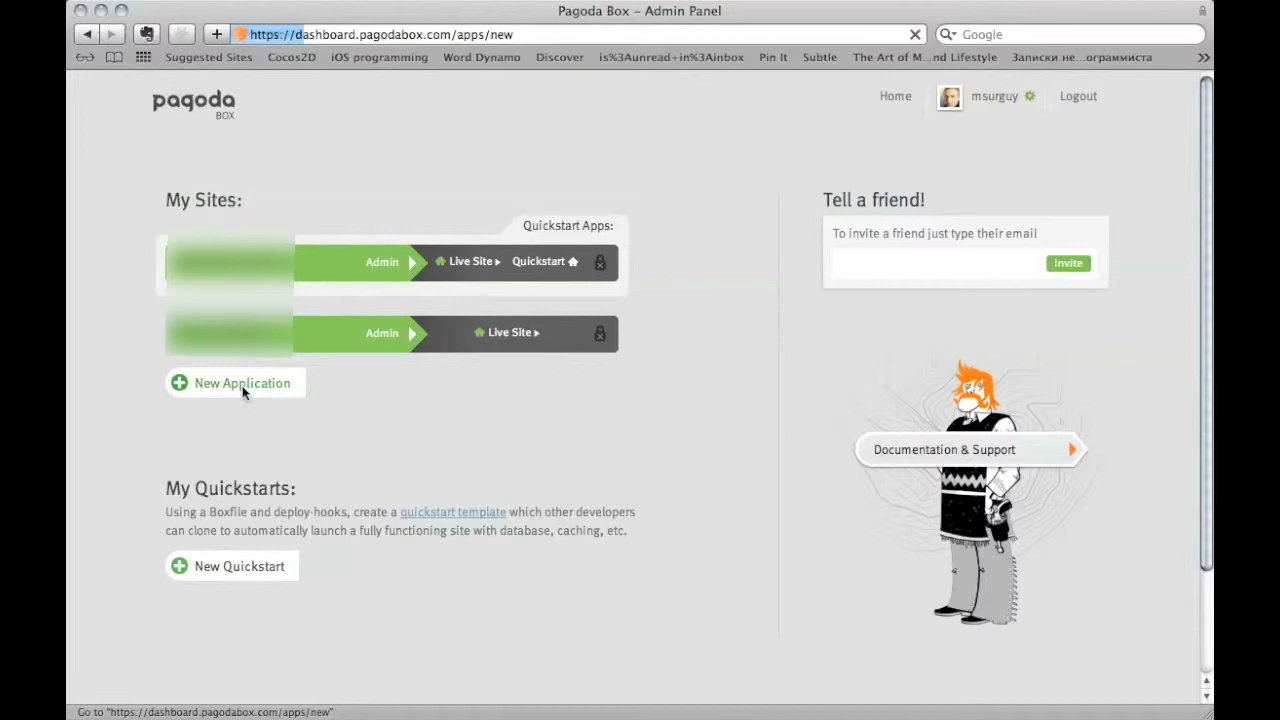 Pagoda Box – Admin Panel
https://dashboard.pagodabox.com/apps/new
Google
Suggested Sites Cocos2D iOS programming Word Dynamo Discover is%3Aunread+in%3Ainbox Pin It Subtle The Art of M...nd Lifestyle Записки не...ограммиста
pagoda
BOX
Home msurguy Logout
My Sites:
Quickstart Apps:
Admin Live Site Quickstart
Admin Live Site
New Application
My Quickstarts:
Using a Boxfile and deploy-hooks, create a quickstart template which other developers
can clone to automatically launch a fully functioning site with database, caching, etc.
New Quickstart
Tell a friend!
To invite a friend just type their email
Invite
Documentation & Support
Go to "https://dashboard.pagodabox.com/apps/new"